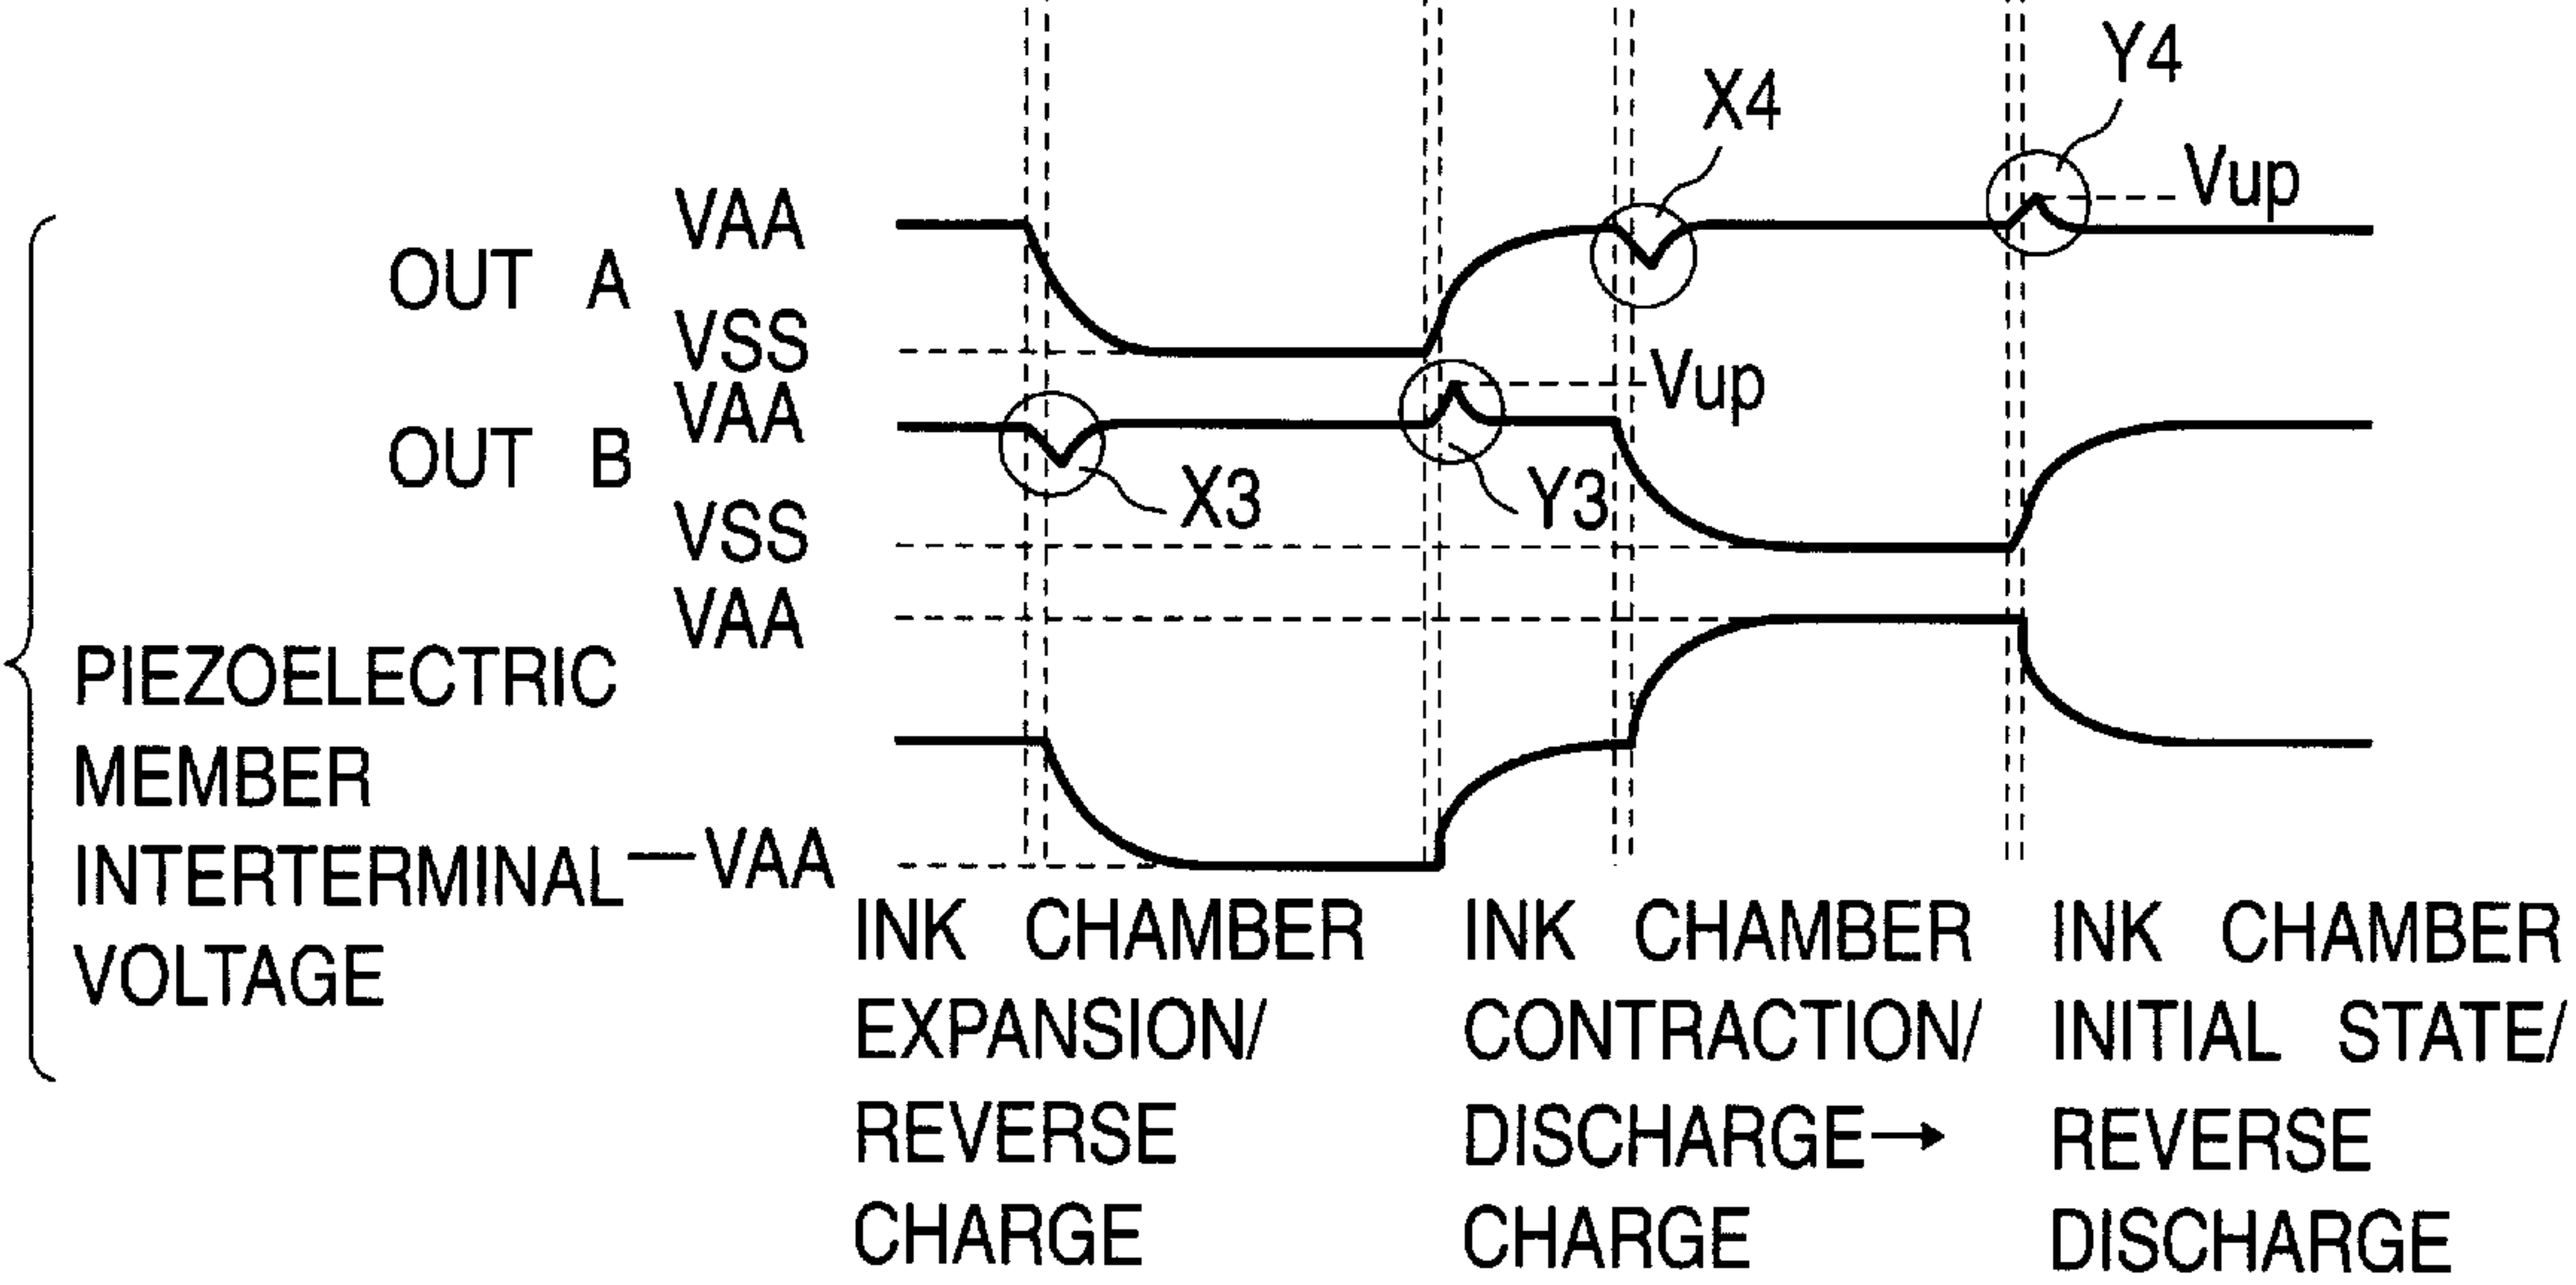 Y4
X4
Vup
VAA
OUT A
VSS
Vup
VAA
OUT B
X3
Y3
VSS
VAA
PIEZOELECTRIC
MEMBER
INTERTERMINAL
VOLTAGE
—VAA
INK CHAMBER
EXPANSION/
REVERSE
CHARGE
INK CHAMBER
CONTRACTION/
DISCHARGE→
CHARGE
INK CHAMBER
INITIAL STATE/
REVERSE
DISCHARGE